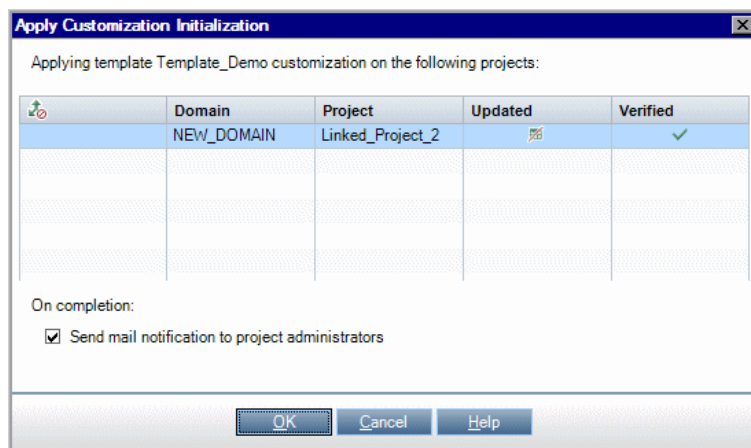 Apply Customization Initialization
Applying template Template_Demo customization on the following projects:
Domain Project Updated Verified
NEW_DOMAIN Linked_Project_2
On completion:
Send mail notification to project administrators
OK Cancel Help